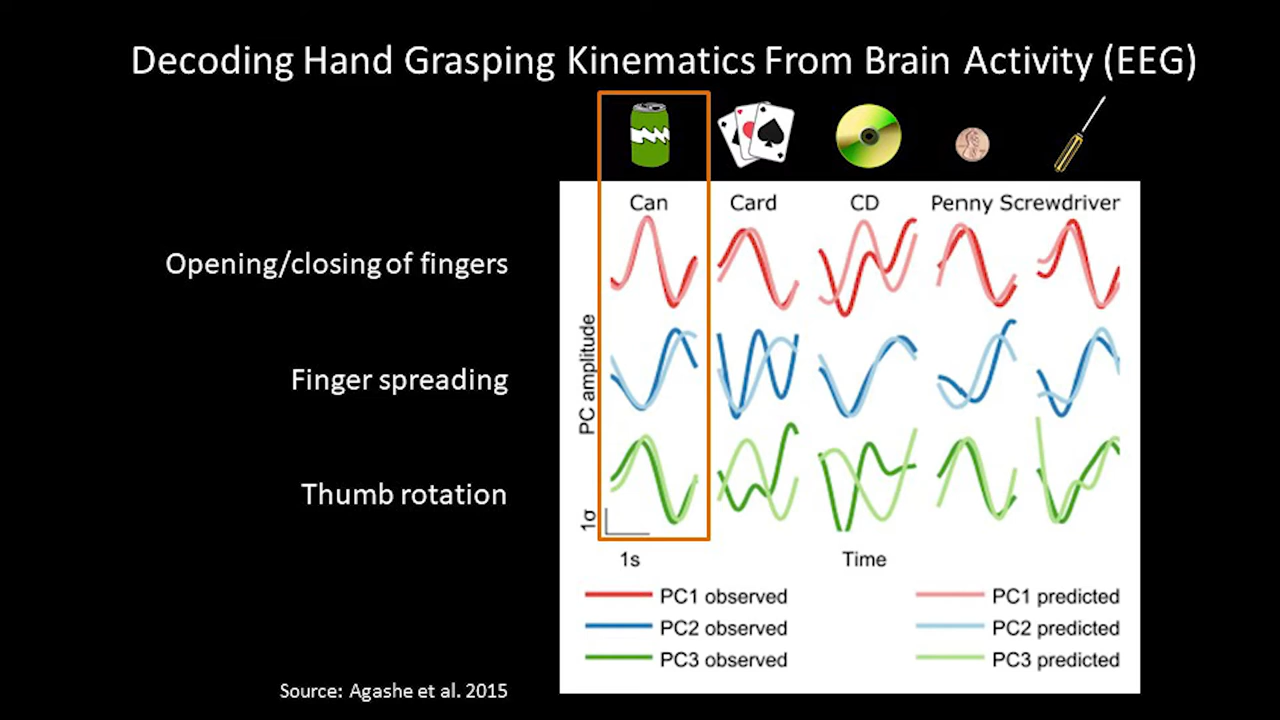 Decoding Hand Grasping Kinematics From Brain Activity (EEG)
Can Card CD Penny Screwdriver
Opening/closing of fingers
Finger spreading
Thumb rotation
PC amplitude
1σ
1s
Time
PC1 observed
PC1 predicted
PC2 observed
PC2 predicted
PC3 observed
PC3 predicted
Source: Agashe et al. 2015